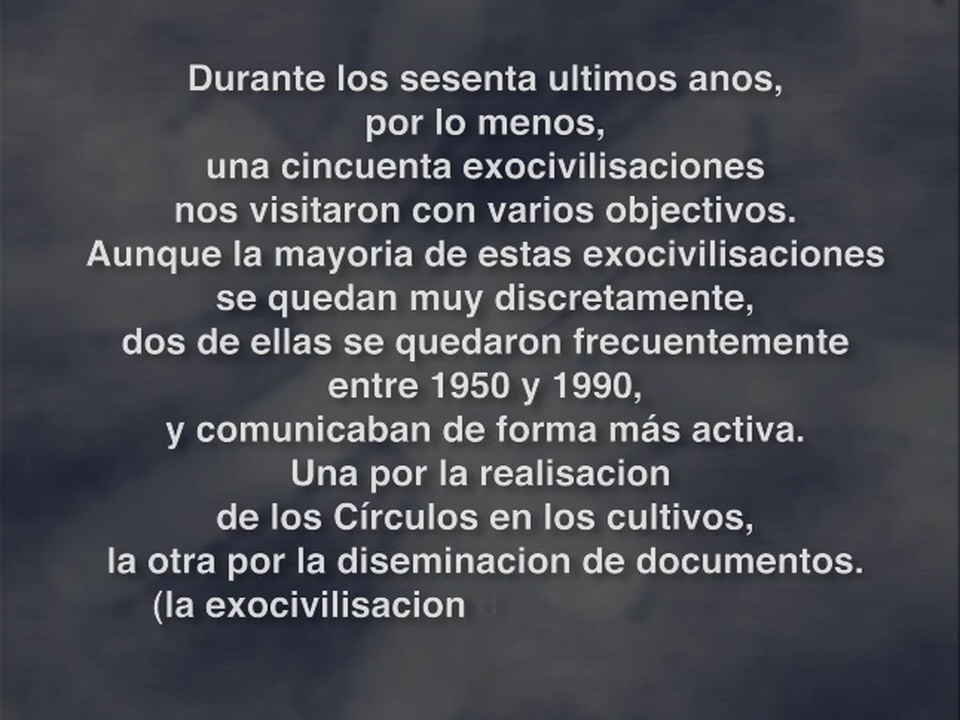 Durante los sesenta ultimos anos,
por lo menos,
una cincuenta exocivilisaciones
nos visitaron con varios objectivos.
Aunque la mayoria de estas exocivilisaciones
se quedan muy discretamente,
dos de ellas se quedaron frecuentemente
entre 1950 y 1990,
y comunicaban de forma más activa.
Una por la realisacion
de los Círculos en los cultivos,
la otra por la diseminacion de documentos.
(la exocivilisacion d